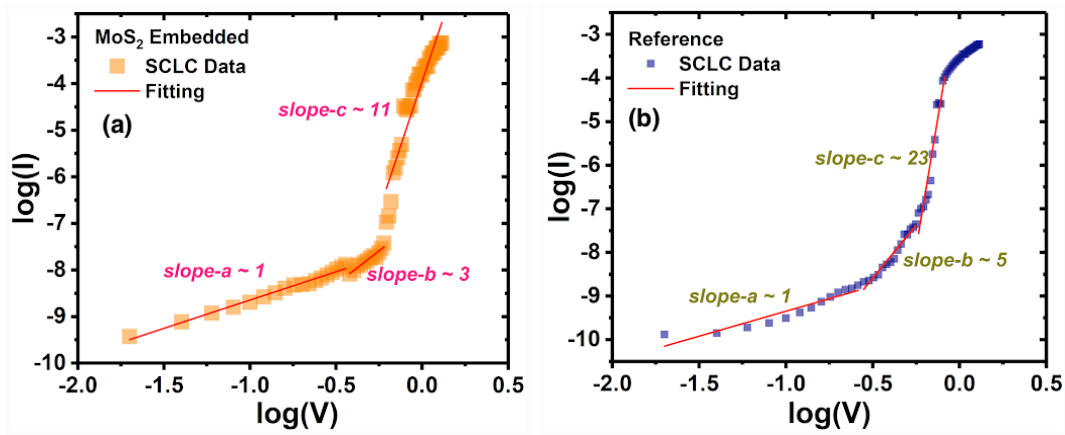 MoS2 Embedded
SCLC Data
Fitting
(a)
slope-c ~ 11
slope-a ~ 1
slope-b ~ 3
log(I)
-3
-4
-5
-6
-7
-8
-9
-10
-2.0 -1.5 -1.0 -0.5 0.0 0.5
log(V)
Reference
SCLC Data
Fitting
(b)
slope-c ~ 23
slope-b ~ 5
slope-a ~ 1
log(I)
-3
-4
-5
-6
-7
-8
-9
-10
-2.0 -1.5 -1.0 -0.5 0.0 0.5
log(V)